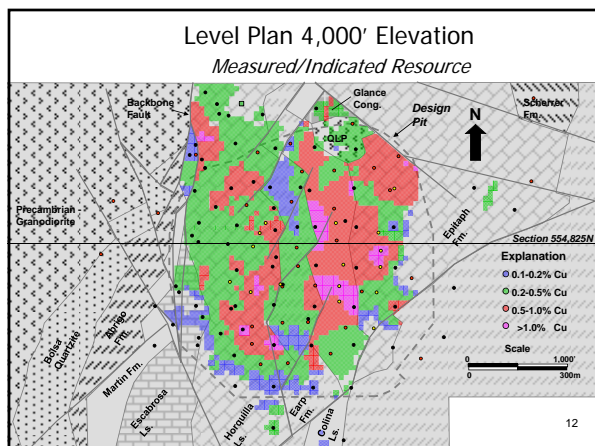 Level Plan 4,000' Elevation
Measured/Indicated Resource
Backbone
Fault
Glance
Cong.
Design
Pit
N
Scherrer
Fm.
QLP
Precambrian -
Granodiorite
Epitaph
Fm.
Section 554,825N
Explanation
0.1-0.2% Cu
0.2-0.5% Cu
0.5-1.0% Cu
>1.0% Cu
Scale
0
1,000'
0
300m
Bolsa
Quartzite
Abrigo
Fm.
Martin Fm.
Escabrosa
Ls.
Horquilla
Ls.
Earp
Fm.
Colina
Ls.
12